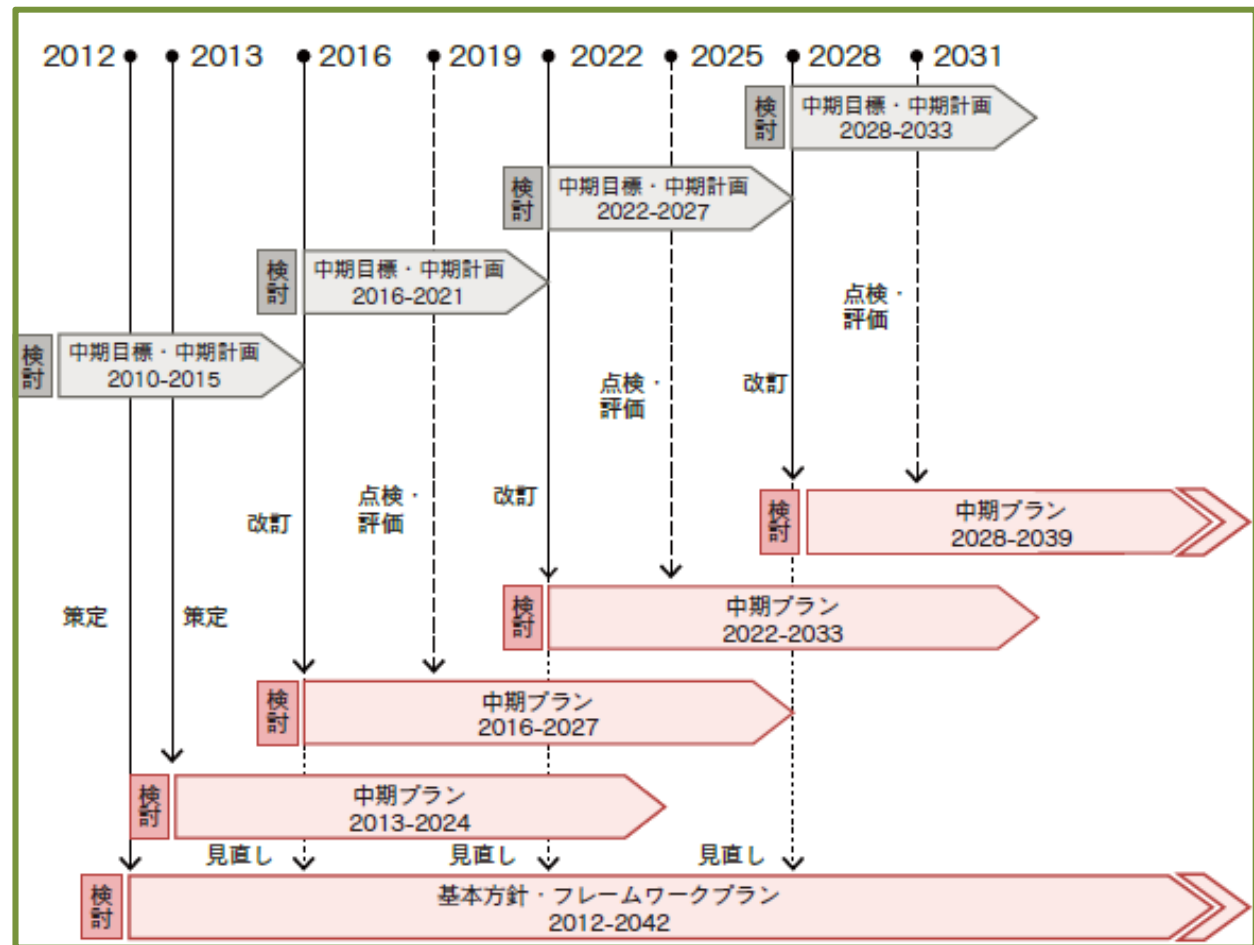 2012
2013
2016
2019
2022
2025
2028
2031
検討
中期目標・中期計画
2028-2033
検討
中期目標・中期計画
2022-2027
検討
中期目標・中期計画
2016-2021
検討
中期目標・中期計画
2010-2015
点検・
評価
点検・
評価
改訂
点検・
評価
改訂
改訂
検討
中期プラン
2028-2039
検討
中期プラン
2022-2033
策定
策定
検討
中期プラン
2016-2027
検討
中期プラン
2013-2024
見直し
見直し
見直し
検討
基本方針・フレームワークプラン
2012-2042